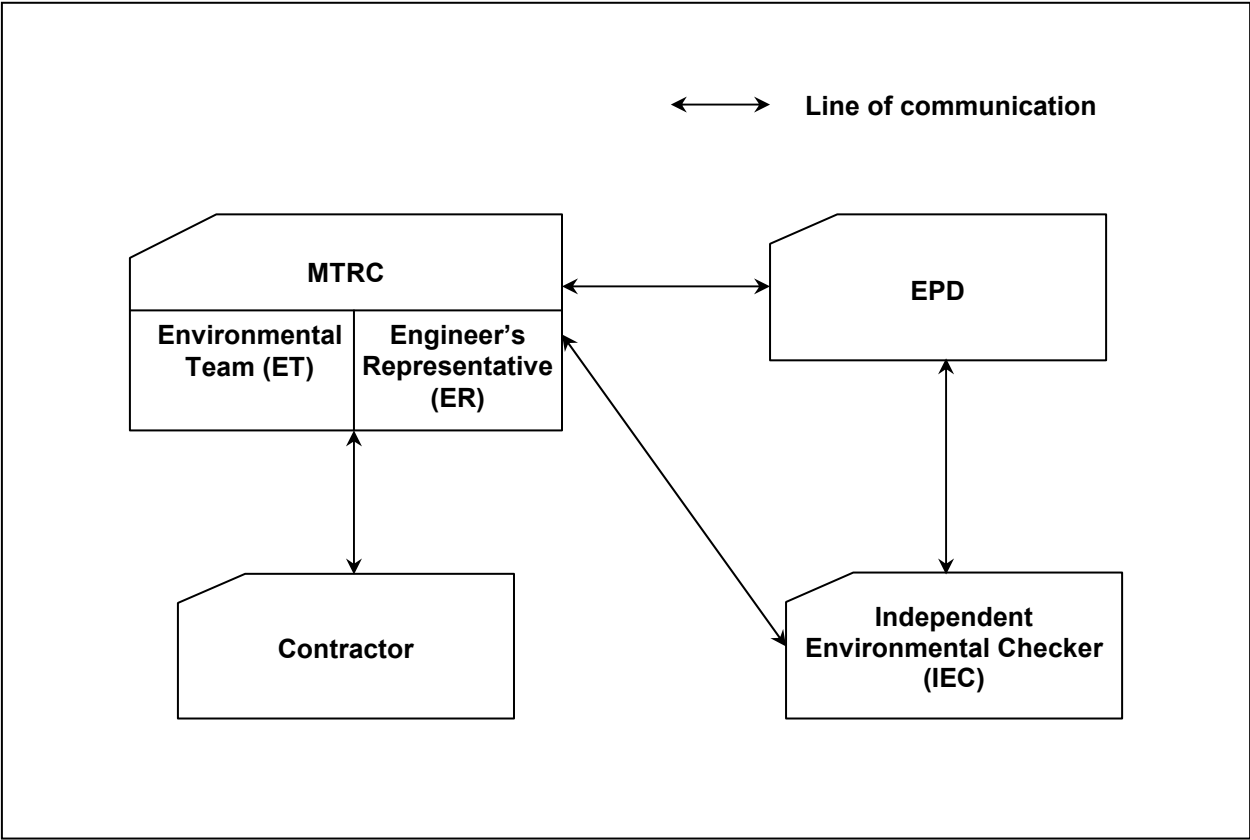 Line of communication
MTRC
Environmental
Team (ET)
Engineer’s
Representative
(ER)
EPD
Contractor
Independent
Environmental Checker
(IEC)